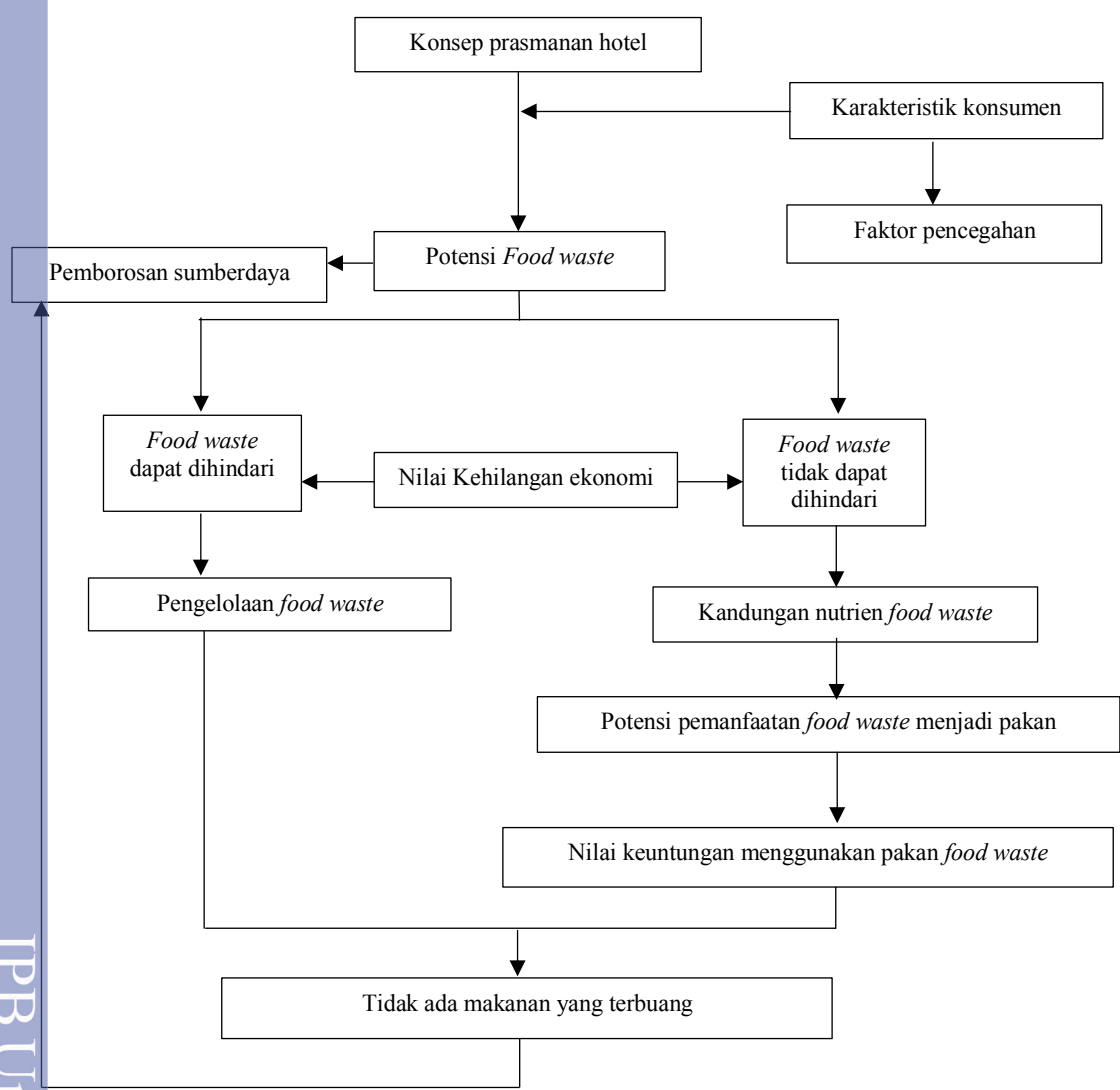 Konsep prasmanan hotel
Karakteristik konsumen
Faktor pencegahan
Potensi Food waste
Pemborosan sumberdaya
Food waste
dapat dihindari
Nilai Kehilangan ekonomi
Food waste
tidak dapat
dihindari
Pengelolaan food waste
Kandungan nutrien food waste
Potensi pemanfaatan food waste menjadi pakan
Nilai keuntungan menggunakan pakan food waste
Tidak ada makanan yang terbuang
IPB U